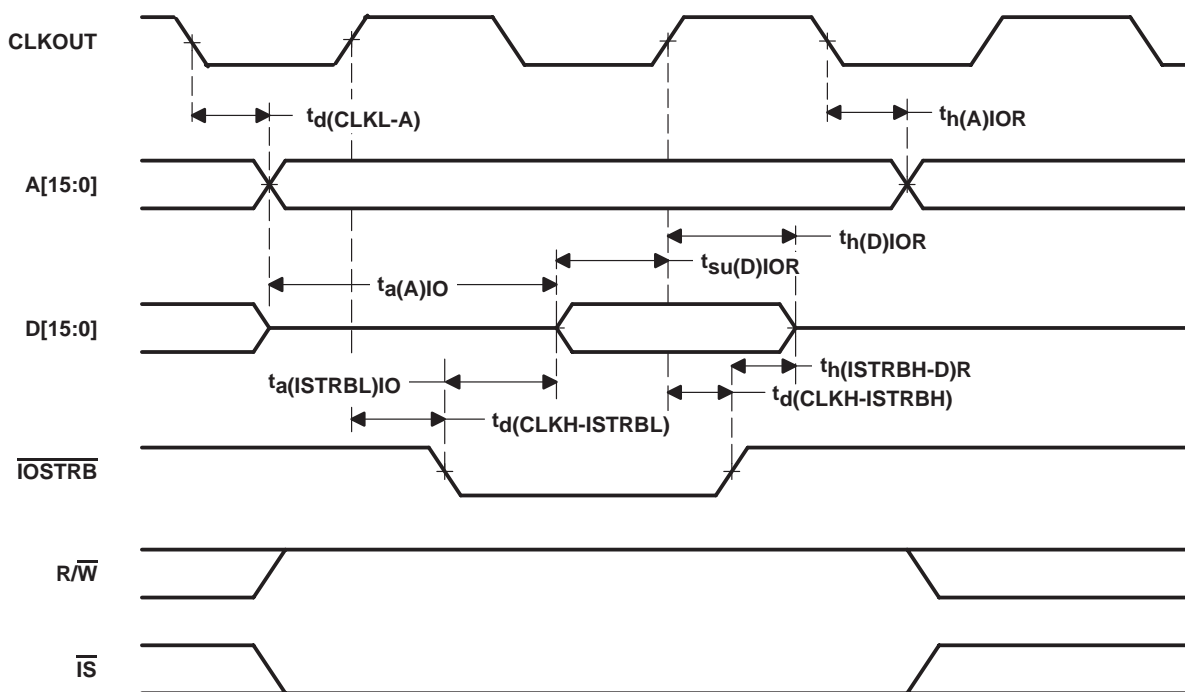 CLKOUT
td(CLKL-A)
th(A)IOR
A[15:0]
th(D)IOR
tsu(D)IOR
ta(A)IO
D[15:0]
th(ISTRBH-D)R
ta(ISTRBL)IO
td(CLKH-ISTRBH)
td(CLKH-ISTRBL)
IOSTRB
R/W
IS